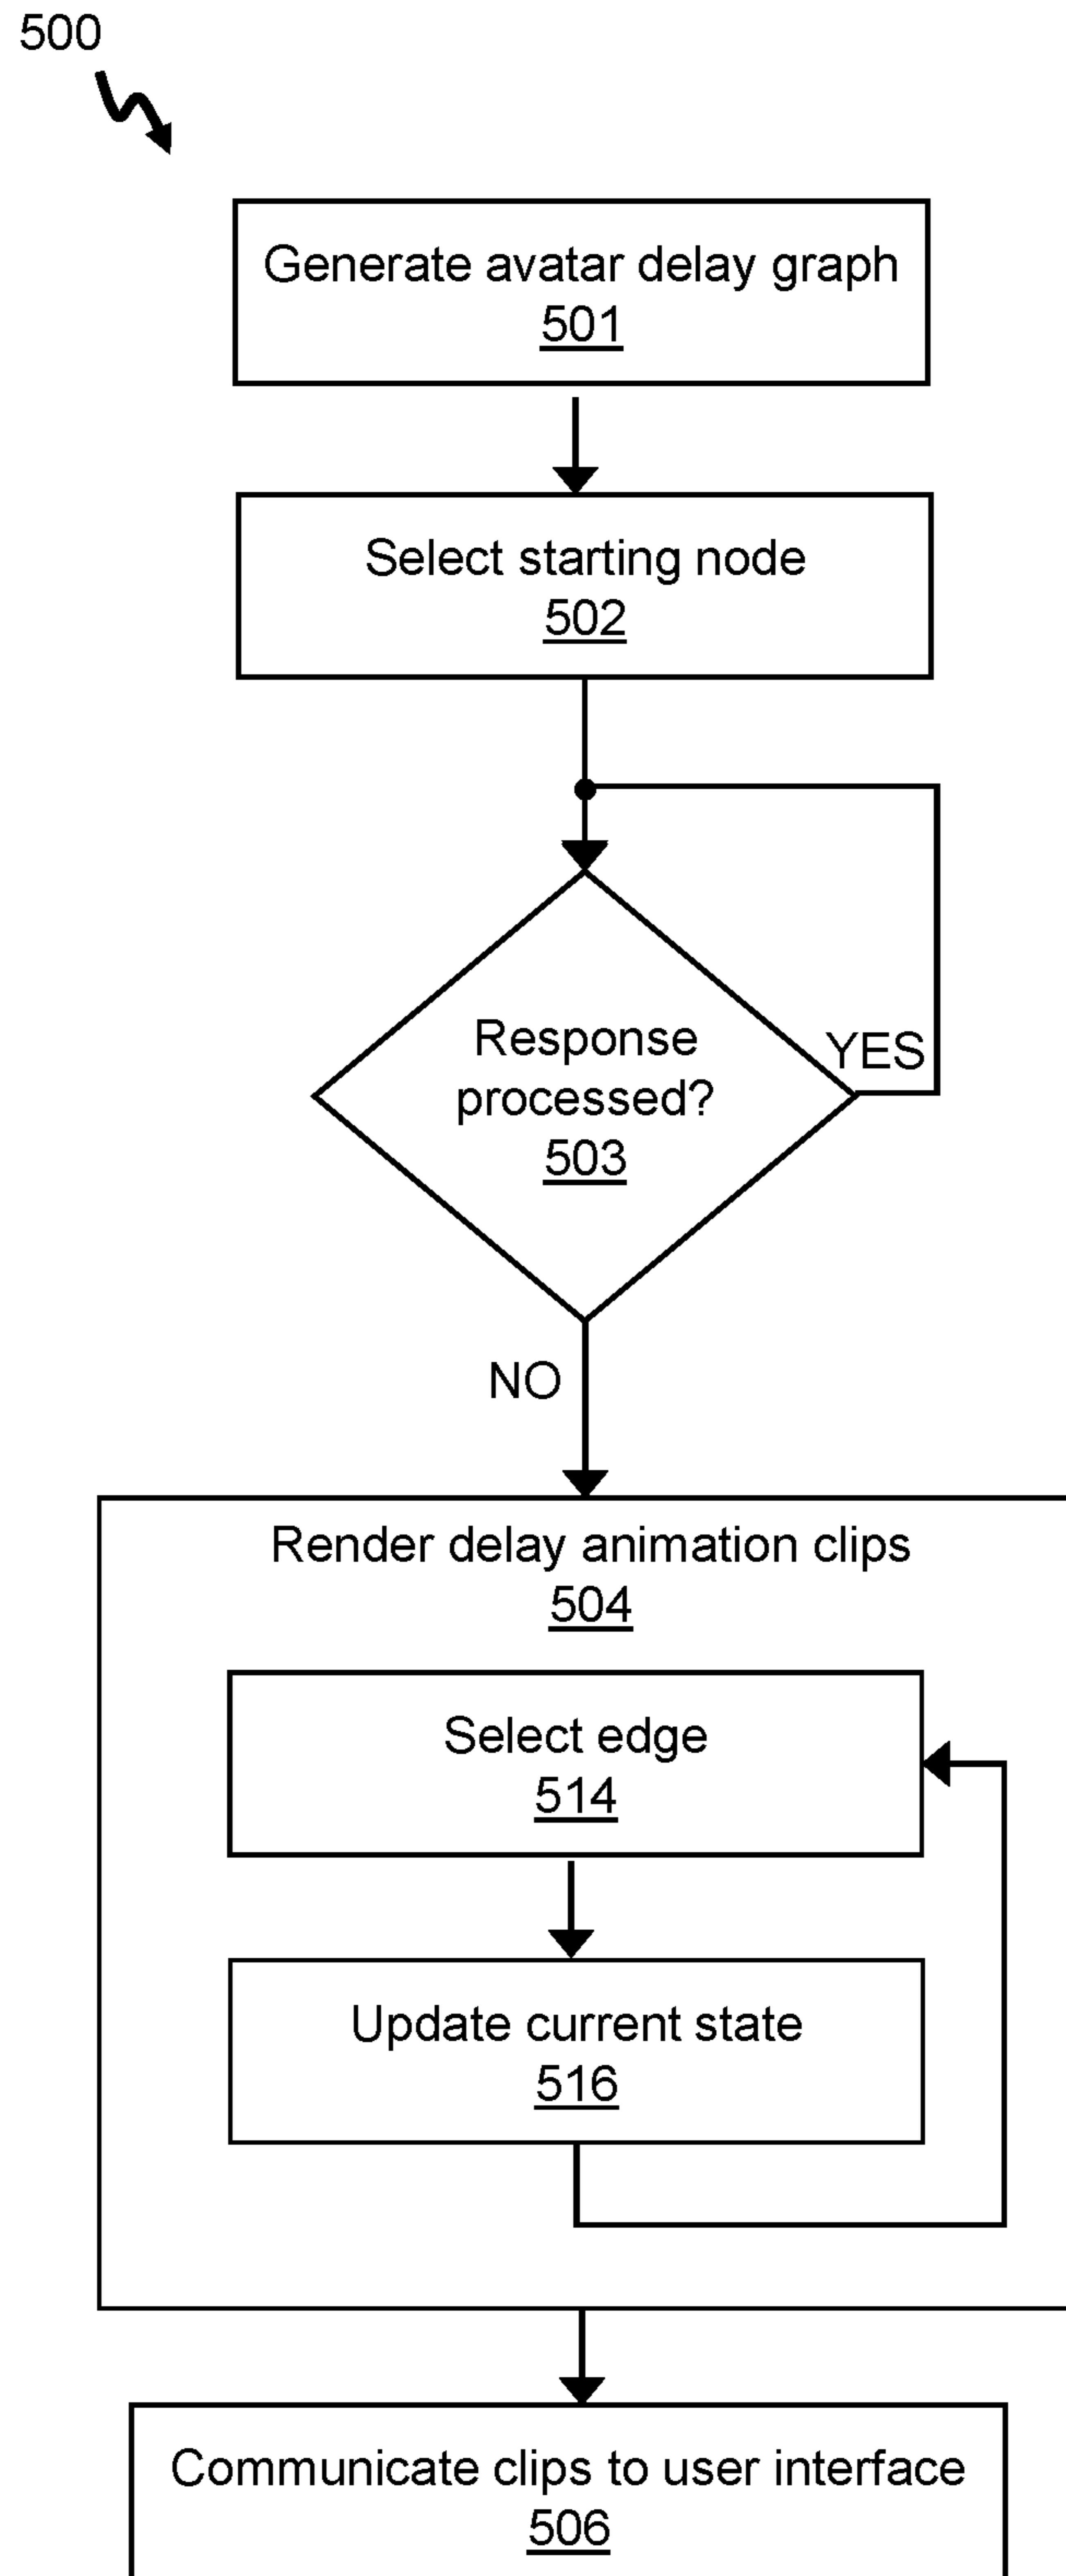 500
Generate avatar delay graph
501
Select starting node
502
Response
processed?
503
YES
NO
Render delay animation clips
504
Select edge
514
Update current state
516
Communicate clips to user interface
506